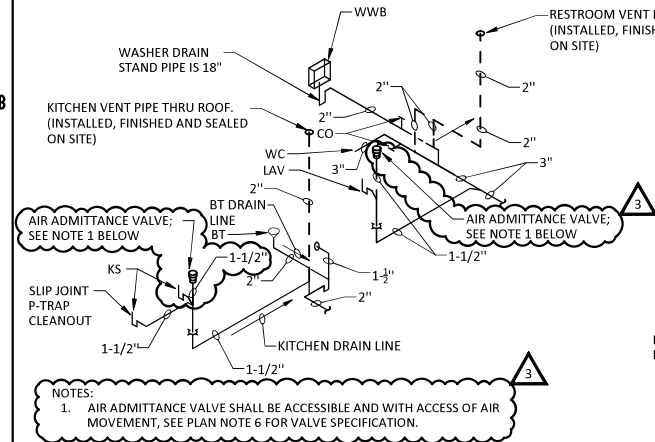 WWB
RESTROOM VENT
(INSTALLED, FINISH
ON SITE)
WASHER DRAIN
STAND PIPE IS 18"
2"
2"
KITCHEN VENT PIPE THRU ROOF.
(INSTALLED, FINISHED AND SEALED
ON SITE)
2"
CO
2"
WC
3"
3"
LAV
2"
3
BT DRAIN
LINE
BT
AIR ADMITTANCE VALVE;
SEE NOTE 1 BELOW
AIR ADMITTANCE VALVE;
SEE NOTE 1 BELOW
1-1/2"
1-1/2"
KS
2"
1-1/2"
SLIP JOINT
P-TRAP
CLEANOUT
2"
1-1/2"
KITCHEN DRAIN LINE
1-1/2"
3
NOTES:
1. AIR ADMITTANCE VALVE SHALL BE ACCESSIBLE AND WITH ACCESS OF AIR
MOVEMENT, SEE PLAN NOTE 6 FOR VALVE SPECIFICATION.